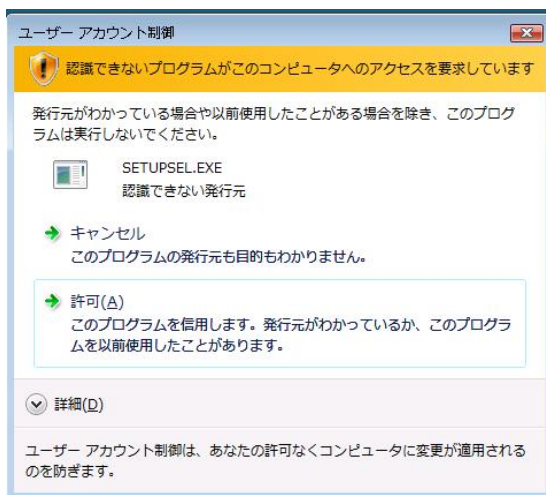 ユーザー アカウント制御
認識できないプログラムがこのコンピュータへのアクセスを要求しています
発行元がわかっている場合や以前使用したことがある場合を除き、このプログ
ラムは実行しないでください。
SETUPSEL.EXE
認識できない発行元
キャンセル
このプログラムの発行元も目的もわかりません。
許可(A)
このプログラムを信用します。発行元がわかっているか、このプログラ
ムを以前使用したことがあります。
詳細(D)
ユーザー アカウント制御は、あなたの許可なくコンピュータに変更が適用される
のを防ぎます。